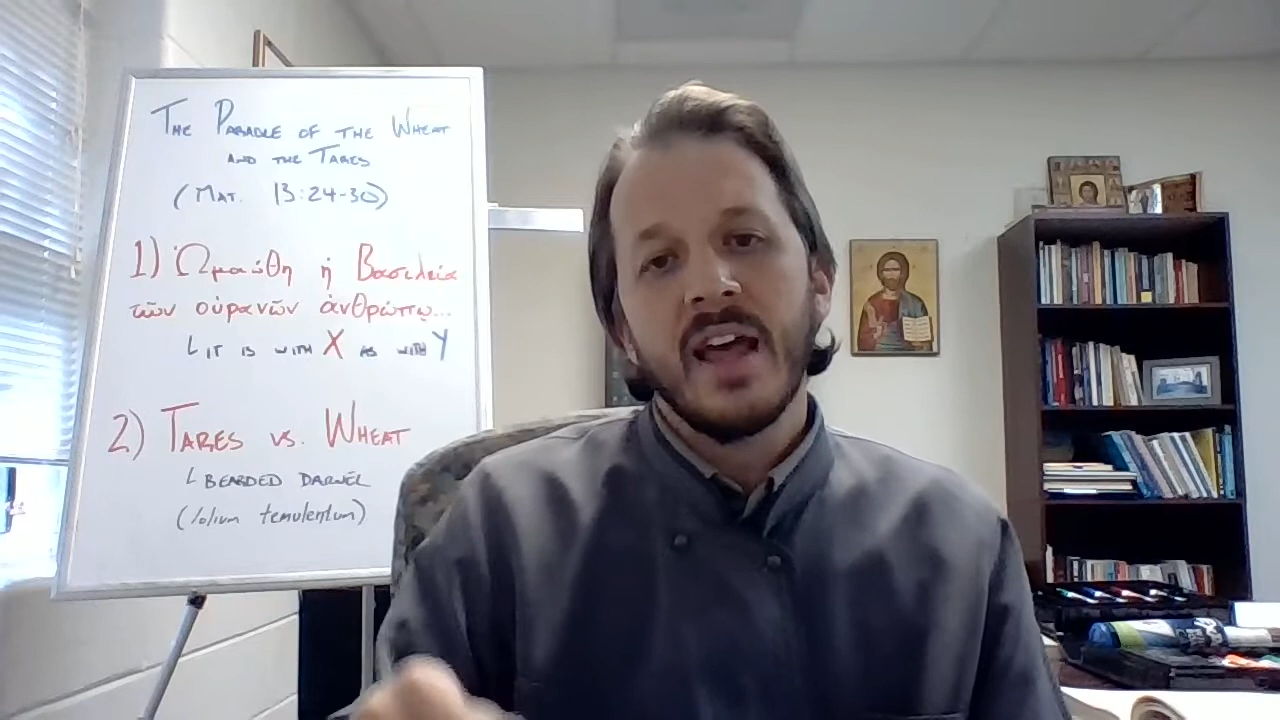 THE PARABLE OF THE WHEAT
AND THE TARES
(MAT. 13:24-30)
1) Ὡμοιώθη ἡ Βασιλεία
τῶν οὐρανῶν ἀνθρώπῳ...
L IT IS WITH X AS WITH Y
2) TARES VS. WHEAT
L BEARDED DARNEL
(lolium temulentum)